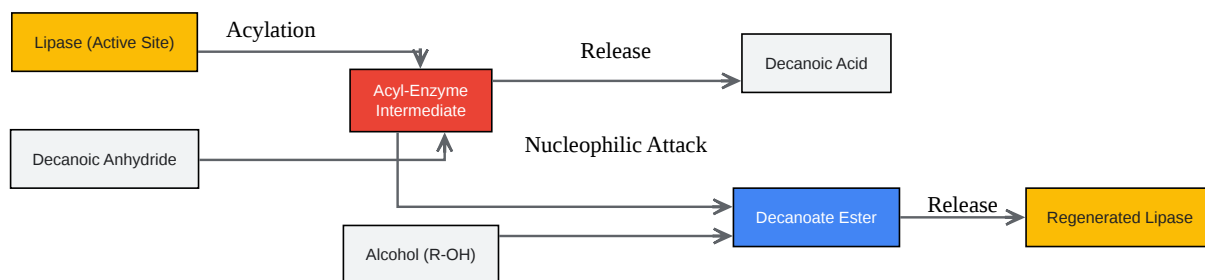 Lipase (Active Site)
Acylation
Acyl-Enzyme
Intermediate
Release
Decanoic Acid
Decanoic Anhydride
Nucleophilic Attack
Alcohol (R-OH)
Decanoate Ester
Release
Regenerated Lipase